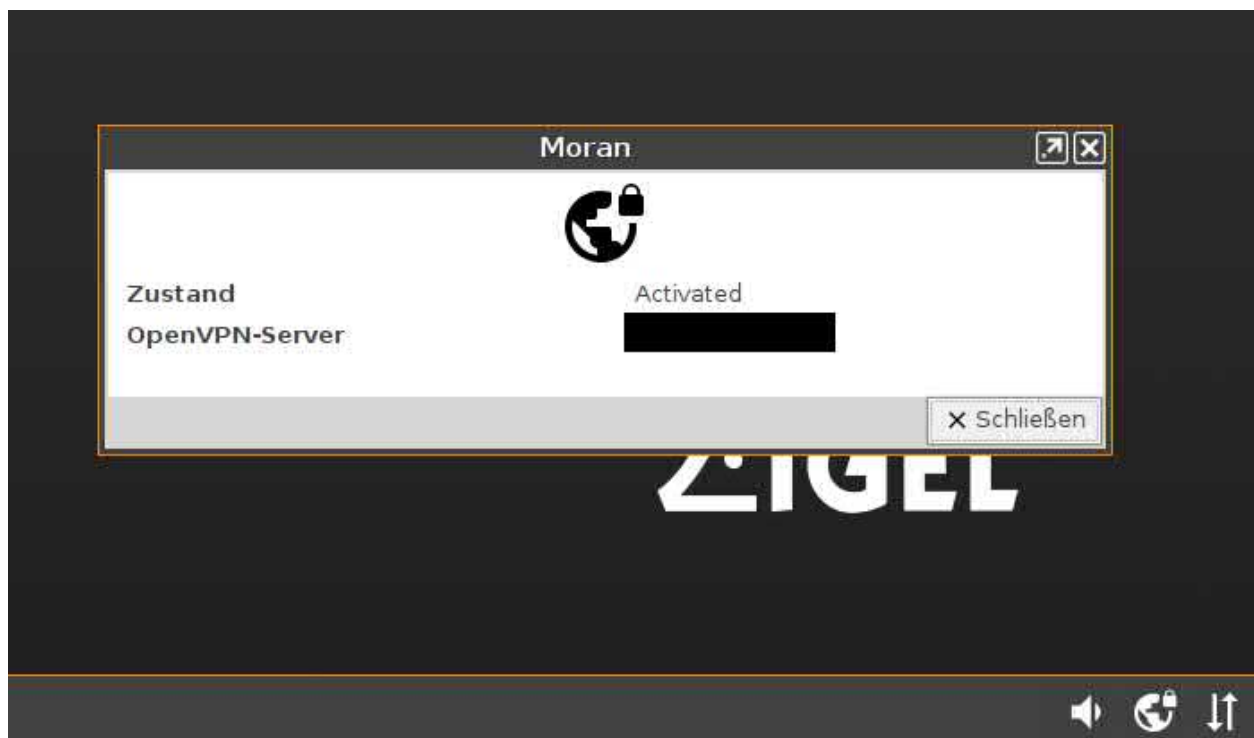 Moran
Zustand Activated
OpenVPN-Server
Schließen
IGEL